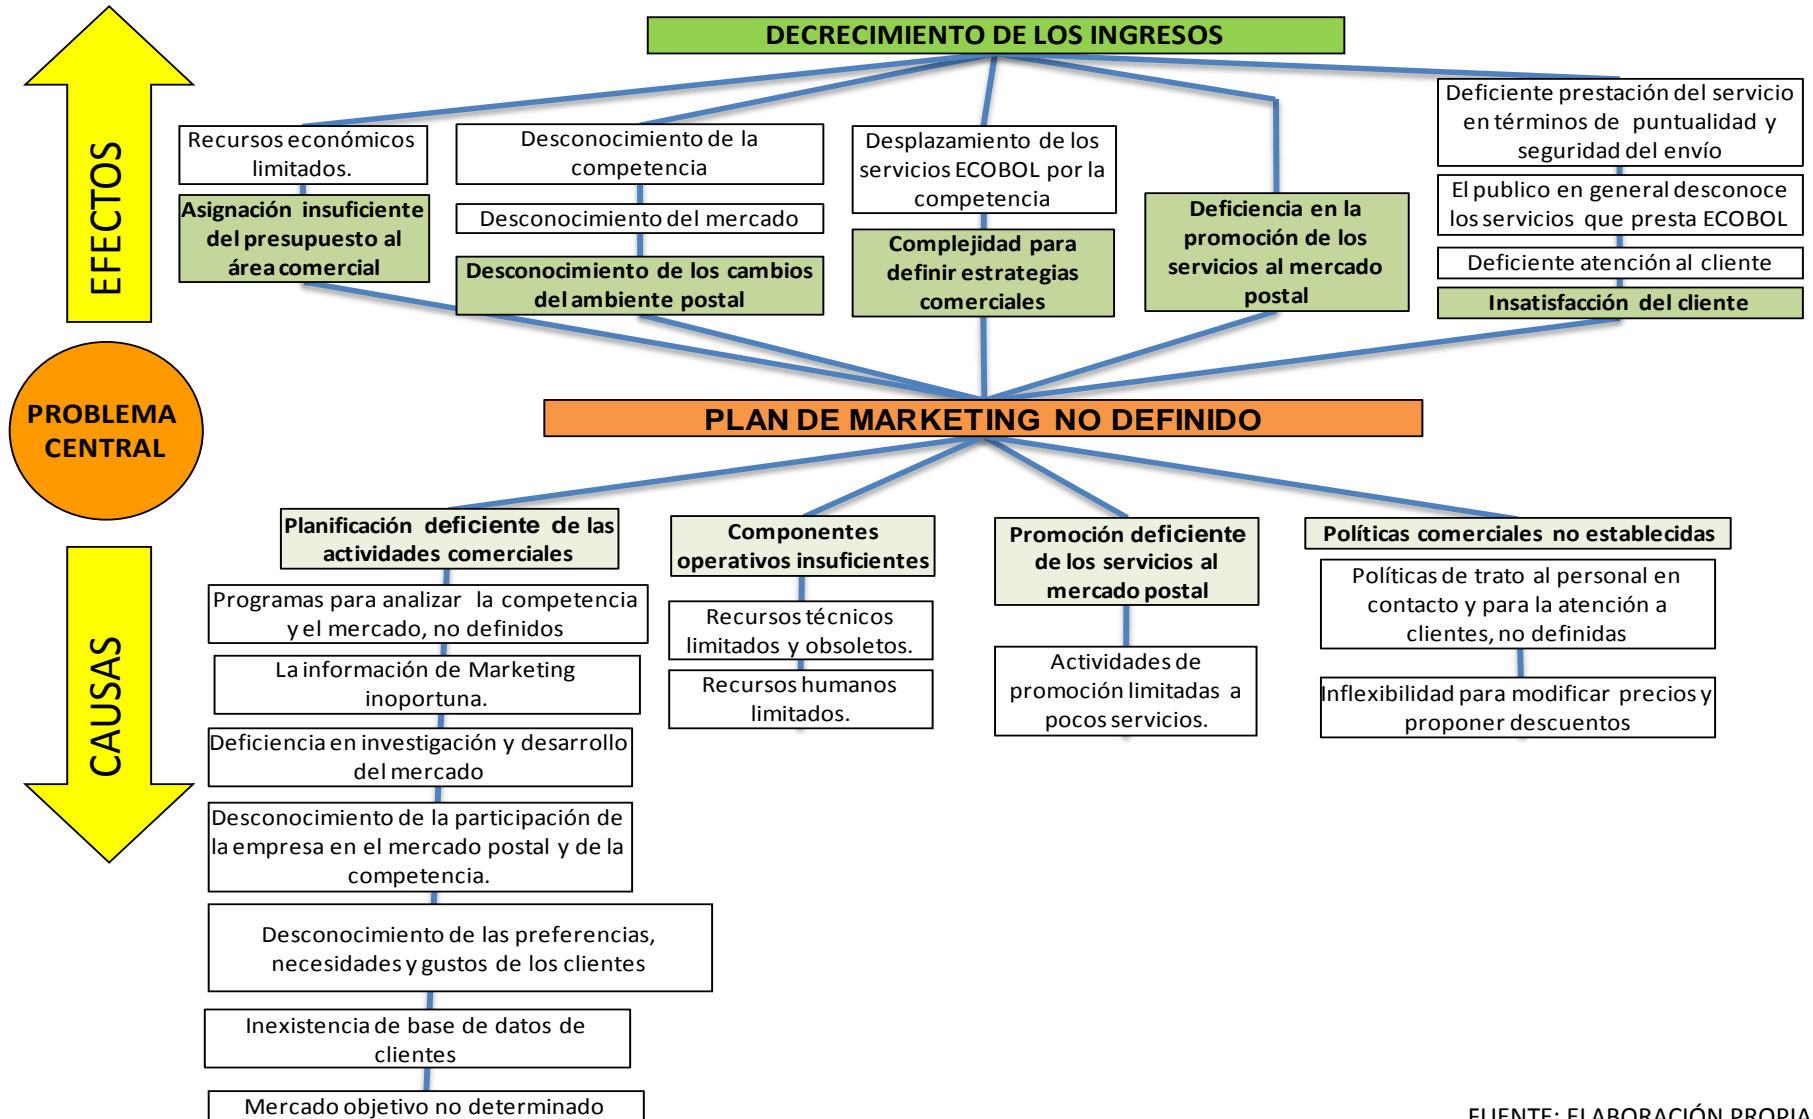 DECRECIMIENTO DE LOS INGRESOS
EFECTOS
Recursos económicos
limitados.
Asignación insuficiente
del presupuesto al
área comercial
Desconocimiento de la
competencia
Desconocimiento del mercado
Desconocimiento de los cambios
del ambiente postal
Desplazamiento de los
servicios ECOBOL por la
competencia
Complejidad para
definir estrategias
comerciales
Deficiencia en la
promoción de los
servicios al mercado
postal
Deficiente prestación del servicio
en términos de puntualidad y
seguridad del envío
El publico en general desconoce
los servicios que presta ECOBOL
Deficiente atención al cliente
Insatisfacción del cliente
PROBLEMA
CENTRAL
PLAN DE MARKETING NO DEFINIDO
CAUSAS
Planificación deficiente de las
actividades comerciales
Programas para analizar la competencia
y el mercado, no definidos
La información de Marketing
inoportuna.
Deficiencia en investigación y desarrollo
del mercado
Desconocimiento de la participación de
la empresa en el mercado postal y de la
competencia.
Desconocimiento de las preferencias,
necesidades y gustos de los clientes
Inexistencia de base de datos de
clientes
Mercado objetivo no determinado
Componentes
operativos insuficientes
Recursos técnicos
limitados y obsoletos.
Recursos humanos
limitados.
Promoción deficiente
de los servicios al
mercado postal
Actividades de
promoción limitadas a
pocos servicios.
Políticas comerciales no establecidas
Políticas de trato al personal en
contacto y para la atención a
clientes, no definidas
Inflexibilidad para modificar precios y
proponer descuentos
FUENTE: ELABORACIÓN PROPIA